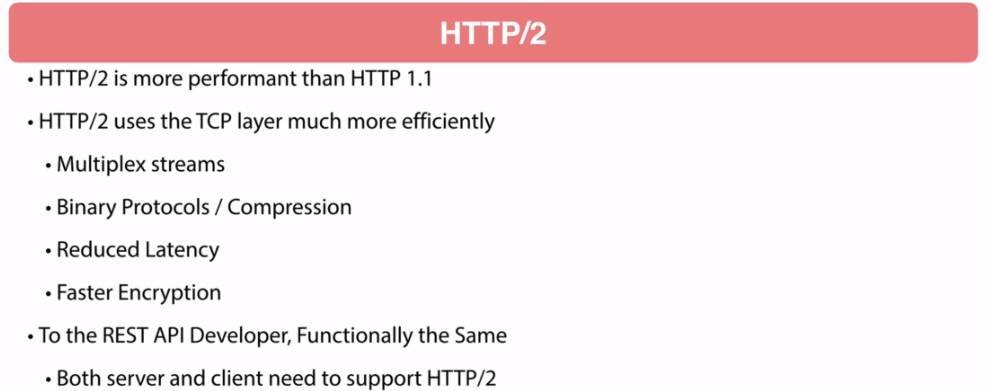 HTTP/2
• HTTP/2 is more performant than HTTP 1.1
• HTTP/2 uses the TCP layer much more efficiently
• Multiplex streams
• Binary Protocols / Compression
• Reduced Latency
• Faster Encryption
• To the REST API Developer, Functionally the Same
• Both server and client need to support HTTP/2